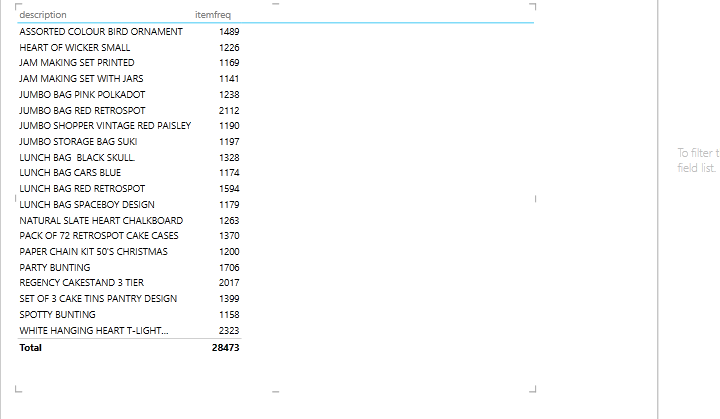 description itemfreq
ASSORTED COLOUR BIRD ORNAMENT 1489
HEART OF WICKER SMALL 1226
JAM MAKING SET PRINTED 1169
JAM MAKING SET WITH JARS 1141
JUMBO BAG PINK POLKADOT 1238
JUMBO BAG RED RETROSPOT 2112
JUMBO SHOPPER VINTAGE RED PAISLEY 1190
JUMBO STORAGE BAG SUKI 1197
LUNCH BAG  BLACK SKULL. 1328
LUNCH BAG CARS BLUE 1174
LUNCH BAG RED RETROSPOT 1594
LUNCH BAG SPACEBOY DESIGN 1179
NATURAL SLATE HEART CHALKBOARD 1263
PACK OF 72 RETROSPOT CAKE CASES 1370
PAPER CHAIN KIT 50'S CHRISTMAS 1200
PARTY BUNTING 1706
REGENCY CAKESTAND 3 TIER 2017
SET OF 3 CAKE TINS PANTRY DESIGN 1399
SPOTTY BUNTING 1158
WHITE HANGING HEART T-LIGHT... 2323
Total 28473
To filter t
field list.